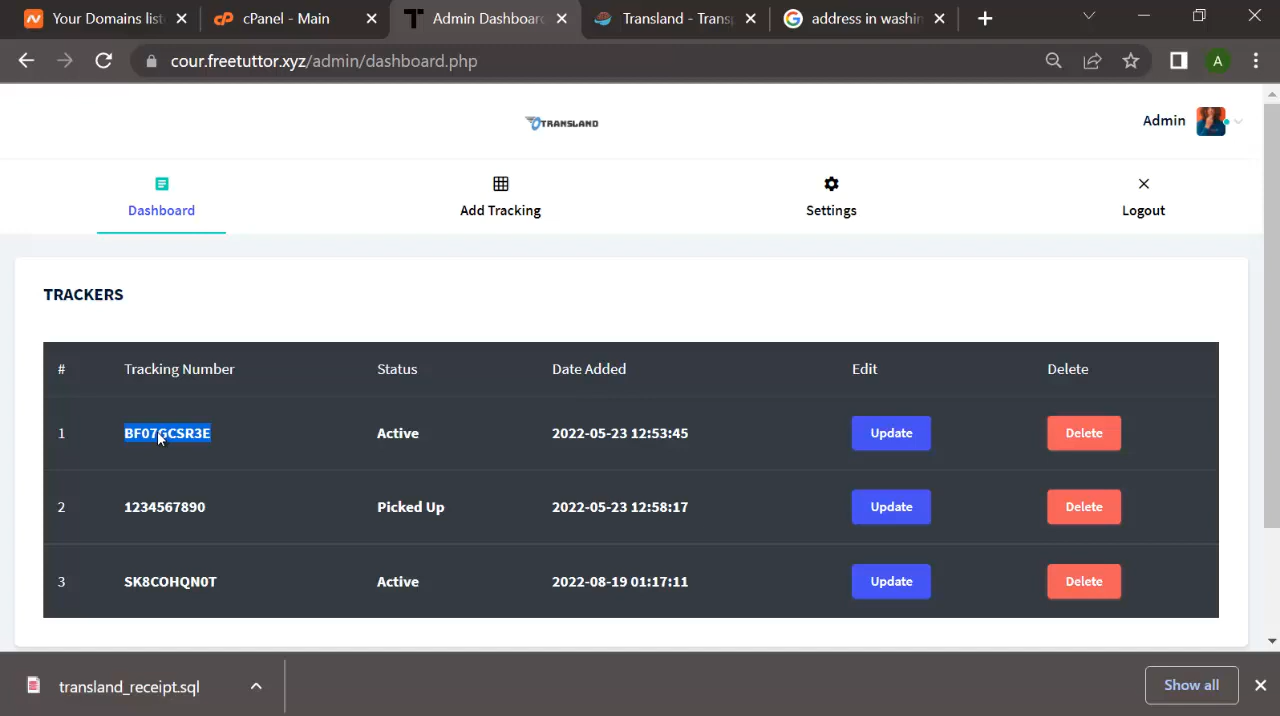 Your Domains list
cPanel - Main
Admin Dashboard
Transland - Transp
address in washin
cour.freetuttor.xyz/admin/dashboard.php
A
TRANSLAND
Admin
Dashboard
Add Tracking
Settings
Logout
TRACKERS
# Tracking Number Status Date Added Edit Delete
1 BF07GCSR3E Active 2022-05-23 12:53:45 Update Delete
2 1234567890 Picked Up 2022-05-23 12:58:17 Update Delete
3 SK8COHQN0T Active 2022-08-19 01:17:11 Update Delete
transland_receipt.sql
Show all